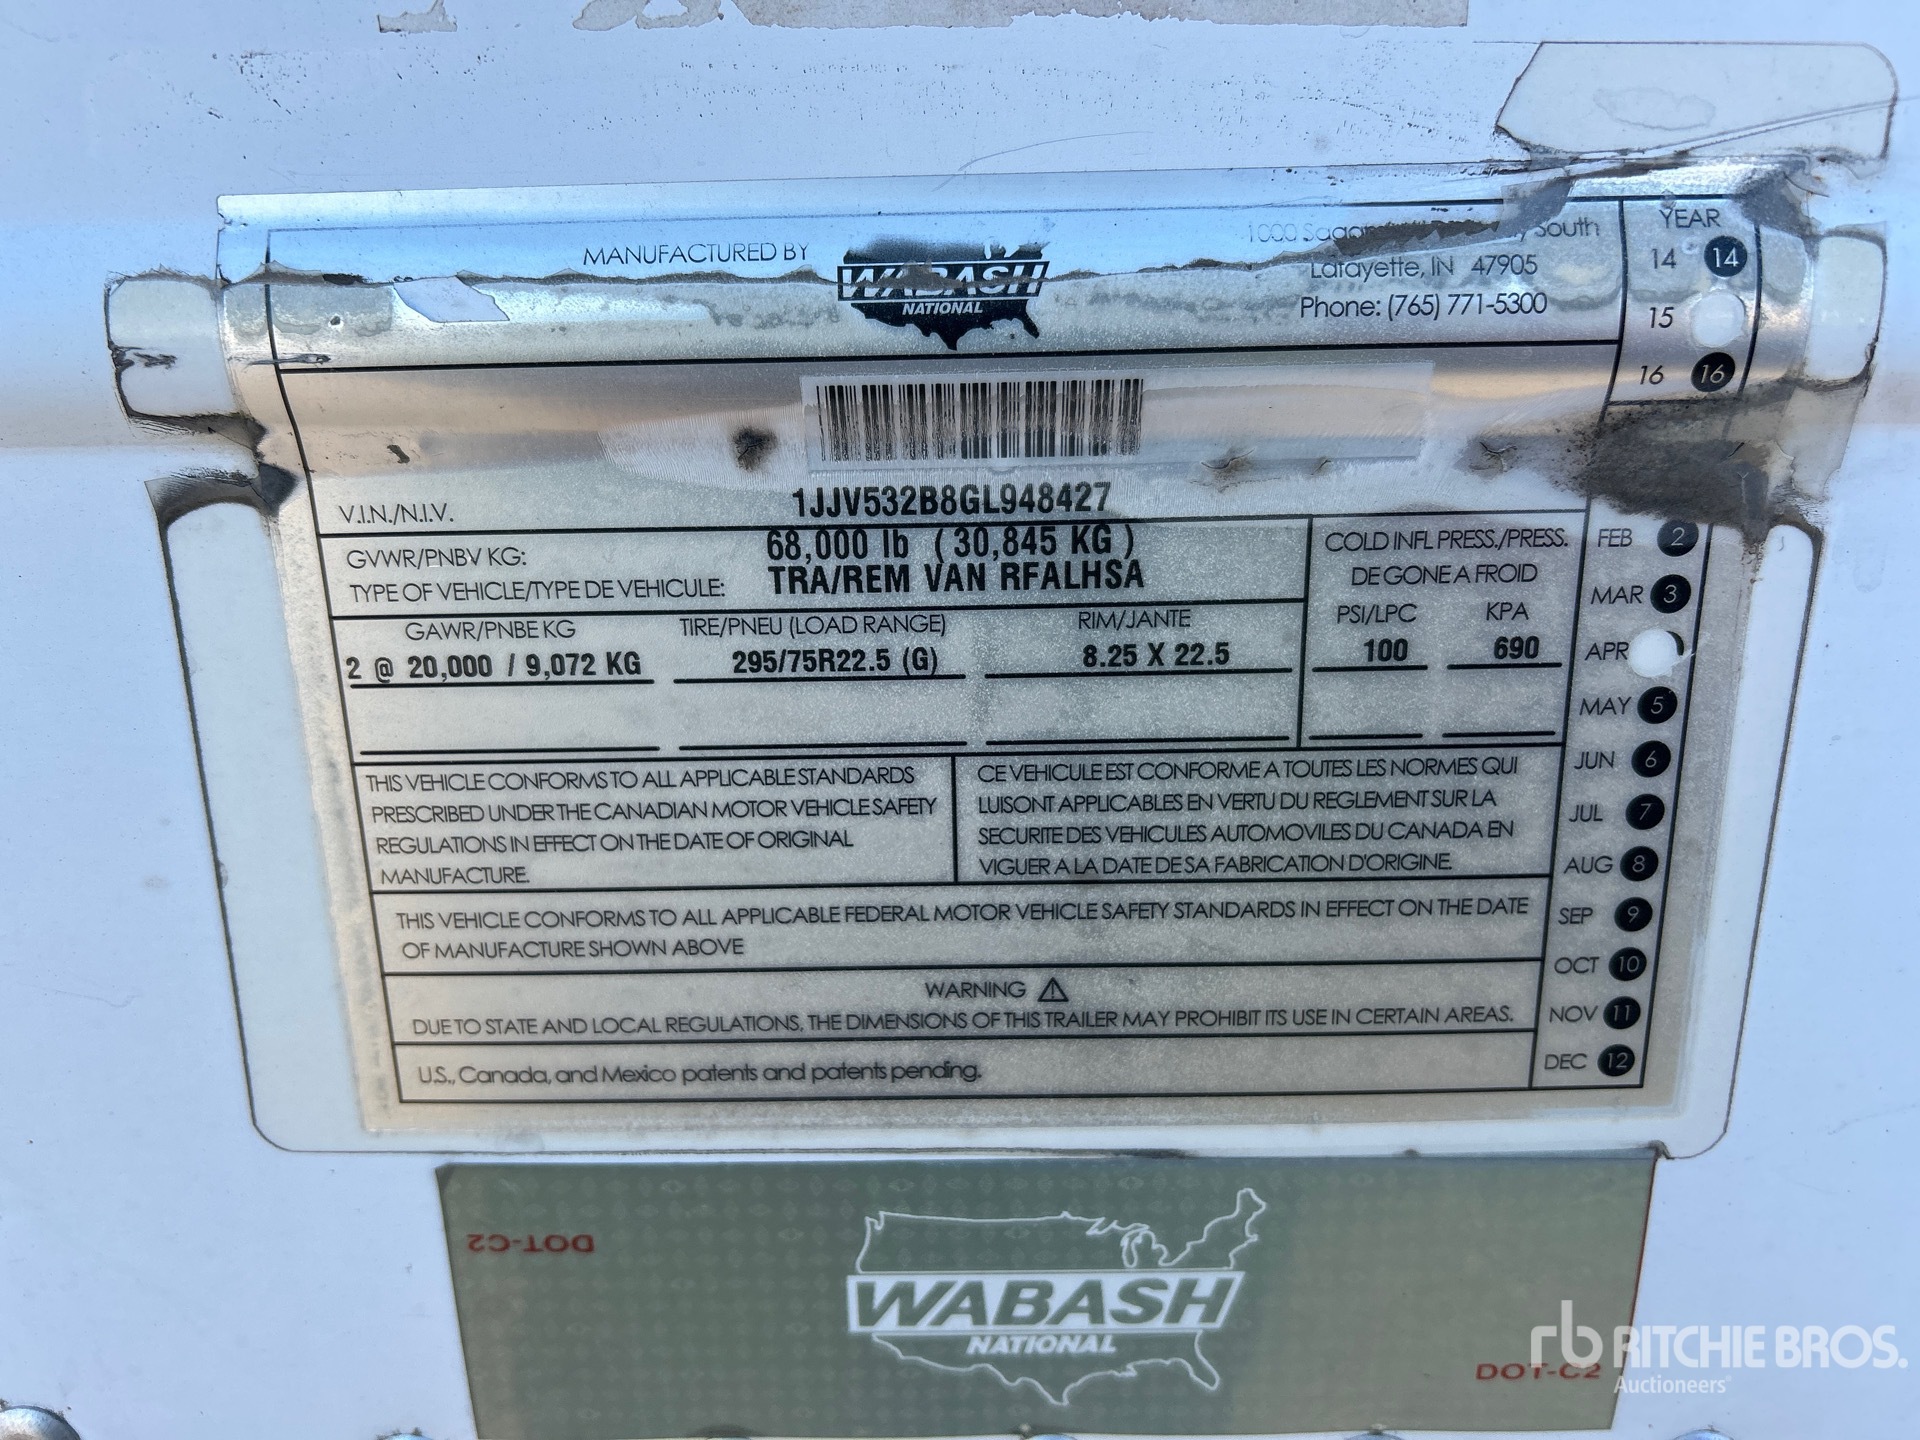 MANUFACTURED BY
WABASH
NATIONAL
South
Lafayette, IN 47905
Phone: (765) 771-5300
YEAR
14 14
15
16 16
V.I.N./N.I.V. 1JJV532B8GL948427
GVWR/PNBV KG: 68,000 lb ( 30,845 KG )
TYPE OF VEHICLE/TYPE DE VEHICULE: TRA/REM VAN RFALHSA
COLD INFL PRESS./PRESS.
DE GONE A FROID
GAWR/PNBE KG TIRE/PNEU (LOAD RANGE) RIM/JANTE PSI/LPC KPA
2 @ 20,000 / 9,072 KG 295/75R22.5 (G) 8.25 X 22.5 100 690
FEB 2
MAR 3
APR
MAY 5
JUN 6
JUL 7
AUG 8
SEP 9
OCT 10
NOV 11
DEC 12
THIS VEHICLE CONFORMS TO ALL APPLICABLE STANDARDS
PRESCRIBED UNDER THE CANADIAN MOTOR VEHICLE SAFETY
REGULATIONS IN EFFECT ON THE DATE OF ORIGINAL
MANUFACTURE.
CE VEHICULE EST CONFORME A TOUTES LES NORMES QUI
LUISONT APPLICABLES EN VERTU DU REGLEMENT SUR LA
SECURITE DES VEHICULES AUTOMOVILES DU CANADA EN
VIGUER A LA DATE DE SA FABRICATION D'ORIGINE.
THIS VEHICLE CONFORMS TO ALL APPLICABLE FEDERAL MOTOR VEHICLE SAFETY STANDARDS IN EFFECT ON THE DATE
OF MANUFACTURE SHOWN ABOVE
WARNING
DUE TO STATE AND LOCAL REGULATIONS, THE DIMENSIONS OF THIS TRAILER MAY PROHIBIT ITS USE IN CERTAIN AREAS.
U.S., Canada, and Mexico patents and patents pending.
DOT-C2
WABASH
NATIONAL
DOT-C2
rb RITCHIE BROS.
Auctioneers